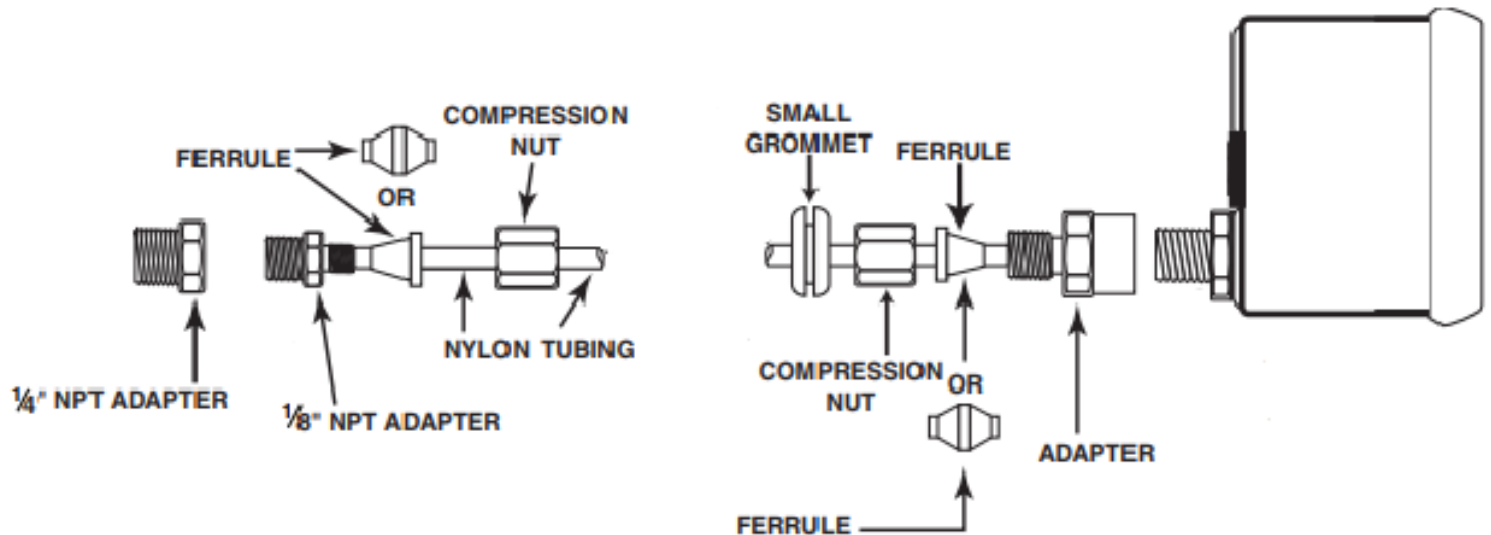 COMPRESSION
NUT
FERRULE
OR
NYLON TUBING
1/4" NPT ADAPTER
1/8" NPT ADAPTER
SMALL
GROMMET
FERRULE
COMPRESSION
NUT
OR
ADAPTER
FERRULE